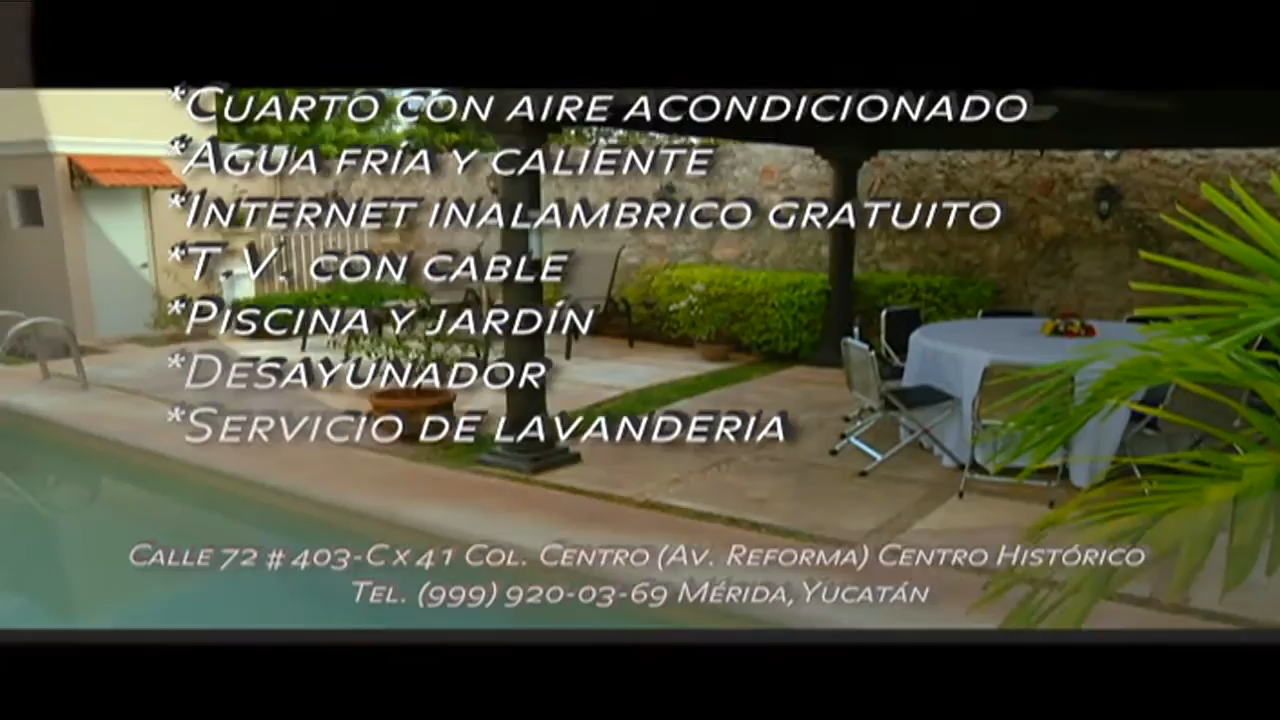 *Cuarto con aire acondicionado
*Agua fría y caliente
*Internet inalambrico gratuito
*T.V. con cable
*Piscina y jardín
*Desayunador
*Servicio de lavanderia
Calle 72 # 403-C x 41 Col. Centro (Av. Reforma) Centro Histórico
Tel. (999) 920-03-69 Mérida, Yucatán